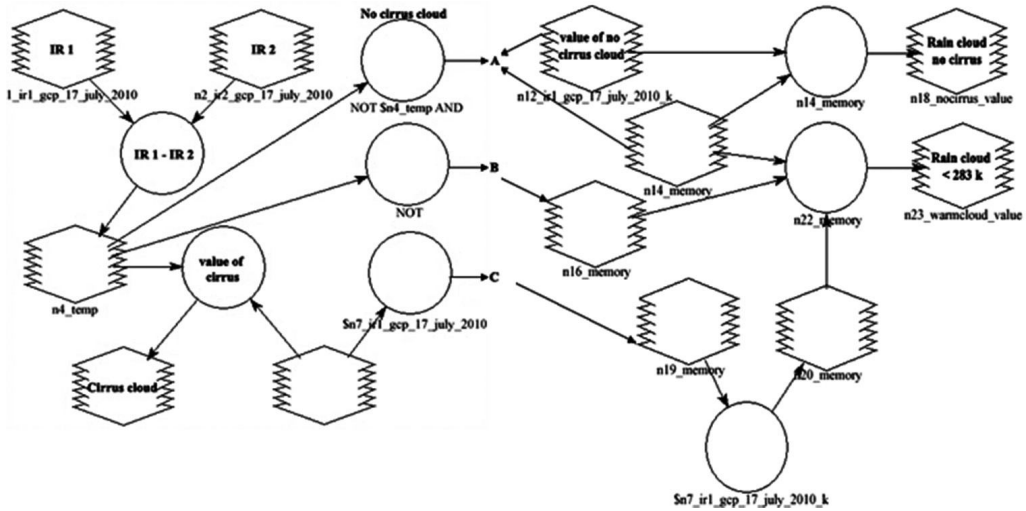 IR 1
1_ir1_gcp_17_july_2010
IR 2
n2_ir2_gcp_17_july_2010
IR 1 - IR 2
n4_temp
No cirrus cloud
NOT $n4_temp AND
A
NOT
B
value of
cirrus
$n7_ir1_gcp_17_july_2010
C
Cirrus cloud
value of no
cirrus cloud
n12_ir1_gcp_17_july_2010_k
n14_memory
n14_memory
Rain cloud
no cirrus
n18_nocirrus_value
n16_memory
n22_memory
Rain cloud
< 283 k
n23_warmcloud_value
n19_memory
n20_memory
$n7_ir1_gcp_17_july_2010_k